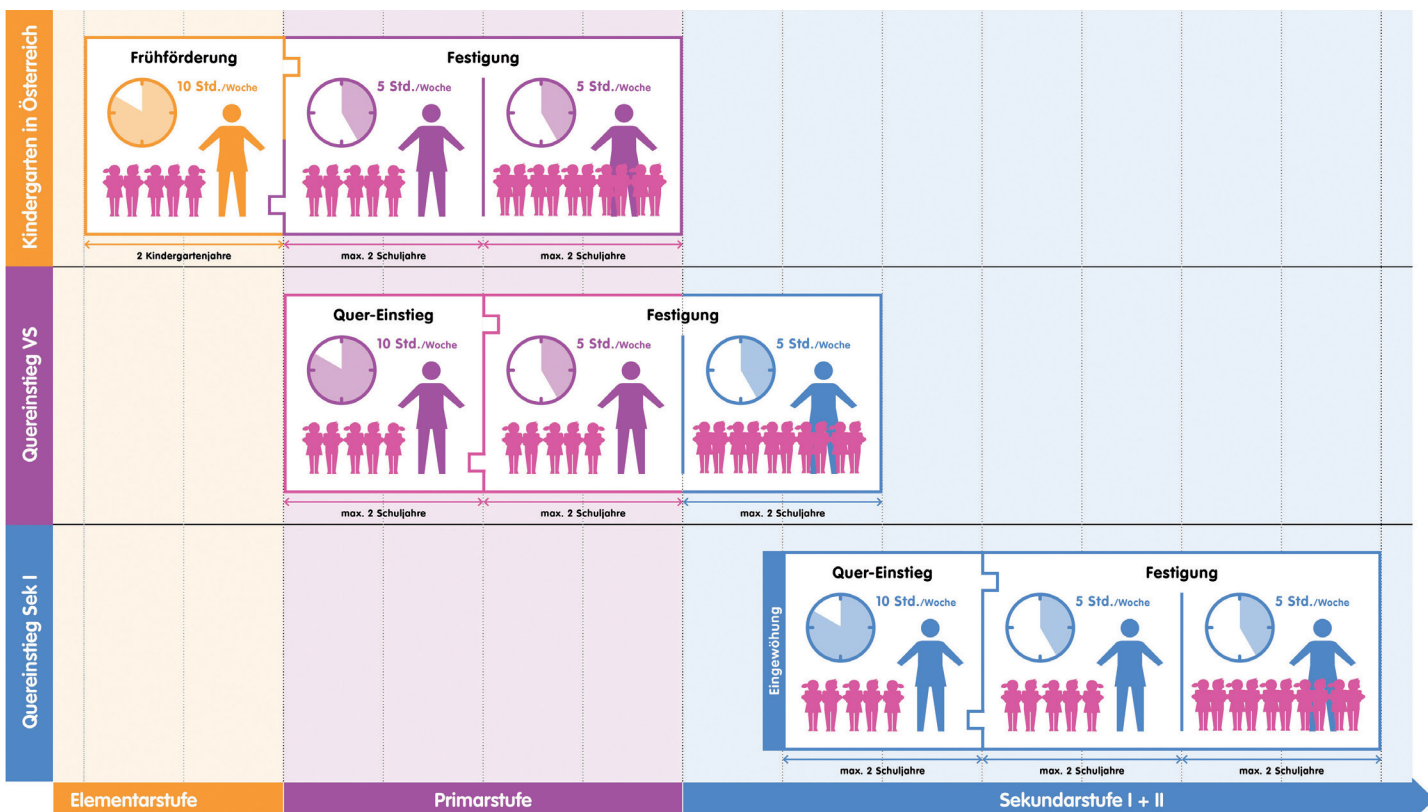 Kindergarten in Österreich
Frühförderung
10 Std./Woche
2 Kindergartenjahre
Festigung
5 Std./Woche
5 Std./Woche
max. 2 Schuljahre
max. 2 Schuljahre
Quereinstieg VS
Quer-Einstieg
10 Std./Woche
max. 2 Schuljahre
Festigung
5 Std./Woche
5 Std./Woche
max. 2 Schuljahre
max. 2 Schuljahre
Quereinstieg Sek I
Eingewöhung
Quer-Einstieg
10 Std./Woche
max. 2 Schuljahre
Festigung
5 Std./Woche
5 Std./Woche
max. 2 Schuljahre
max. 2 Schuljahre
Elementarstufe
Primarstufe
Sekundarstufe I + II